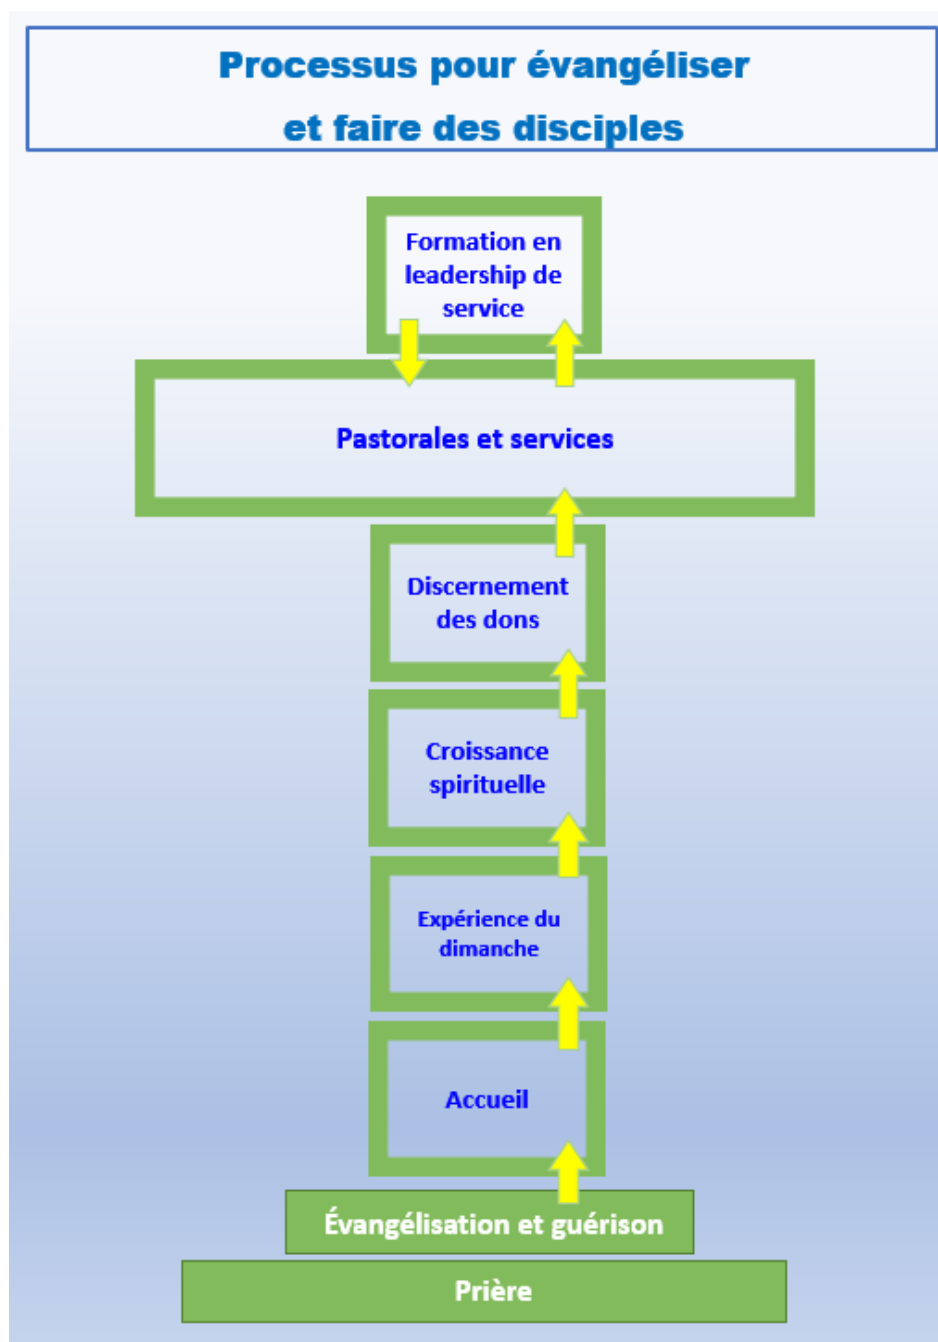 Processus pour évangéliser
et faire des disciples
Formation en
leadership de
service
Pastorales et services
Discernement
des dons
Croissance
spirituelle
Expérience du
dimanche
Accueil
Évangélisation et guérison
Prière